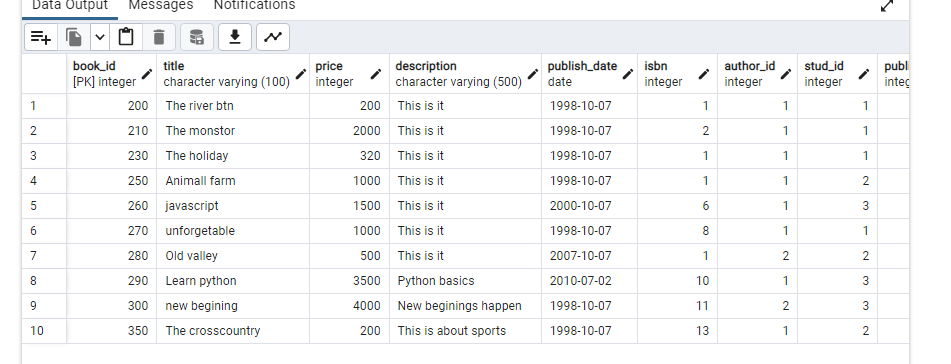 Data Output Messages Notifications
book_id title price description publish_date isbn author_id stud_id publ
[PK] integer character varying (100) integer character varying (500) date integer integer integer integ
1 200 The river btn 200 This is it 1998-10-07 1 1 1
2 210 The monstor 2000 This is it 1998-10-07 2 1 1
3 230 The holiday 320 This is it 1998-10-07 1 1 1
4 250 Animall farm 1000 This is it 1998-10-07 1 1 2
5 260 javascript 1500 This is it 2000-10-07 6 1 3
6 270 unforgetable 1000 This is it 1998-10-07 8 1 1
7 280 Old valley 500 This is it 2007-10-07 1 2 2
8 290 Learn python 3500 Python basics 2010-07-02 10 1 3
9 300 new begining 4000 New beginings happen 1998-10-07 11 2 3
10 350 The crosscountry 200 This is about sports 1998-10-07 13 1 2